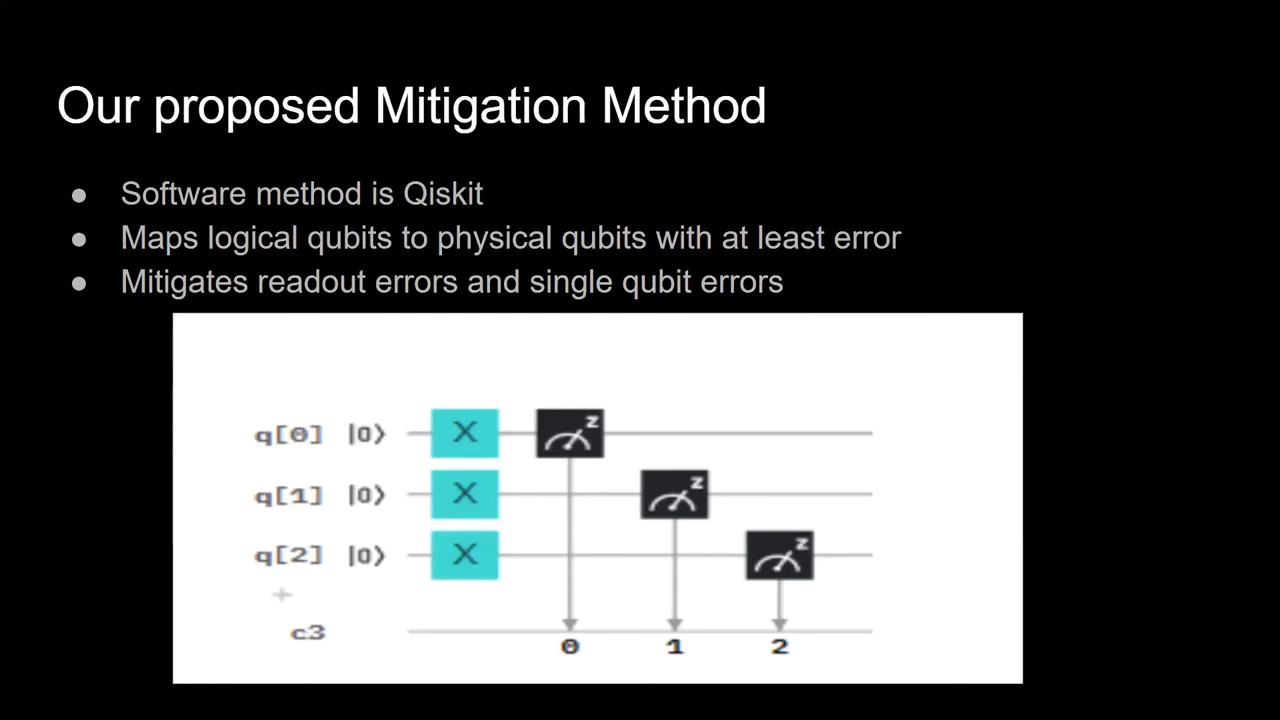 Our proposed Mitigation Method
● Software method is Qiskit
● Maps logical qubits to physical qubits with at least error
● Mitigates readout errors and single qubit errors
q[0] |0⟩ X z
q[1] |0⟩ X z
q[2] |0⟩ X z
+
c3
0 1 2